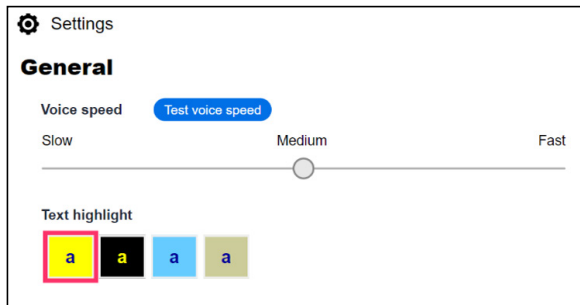 Settings
General
Voice speed Test voice speed
Slow Medium Fast
Text highlight
a a a a